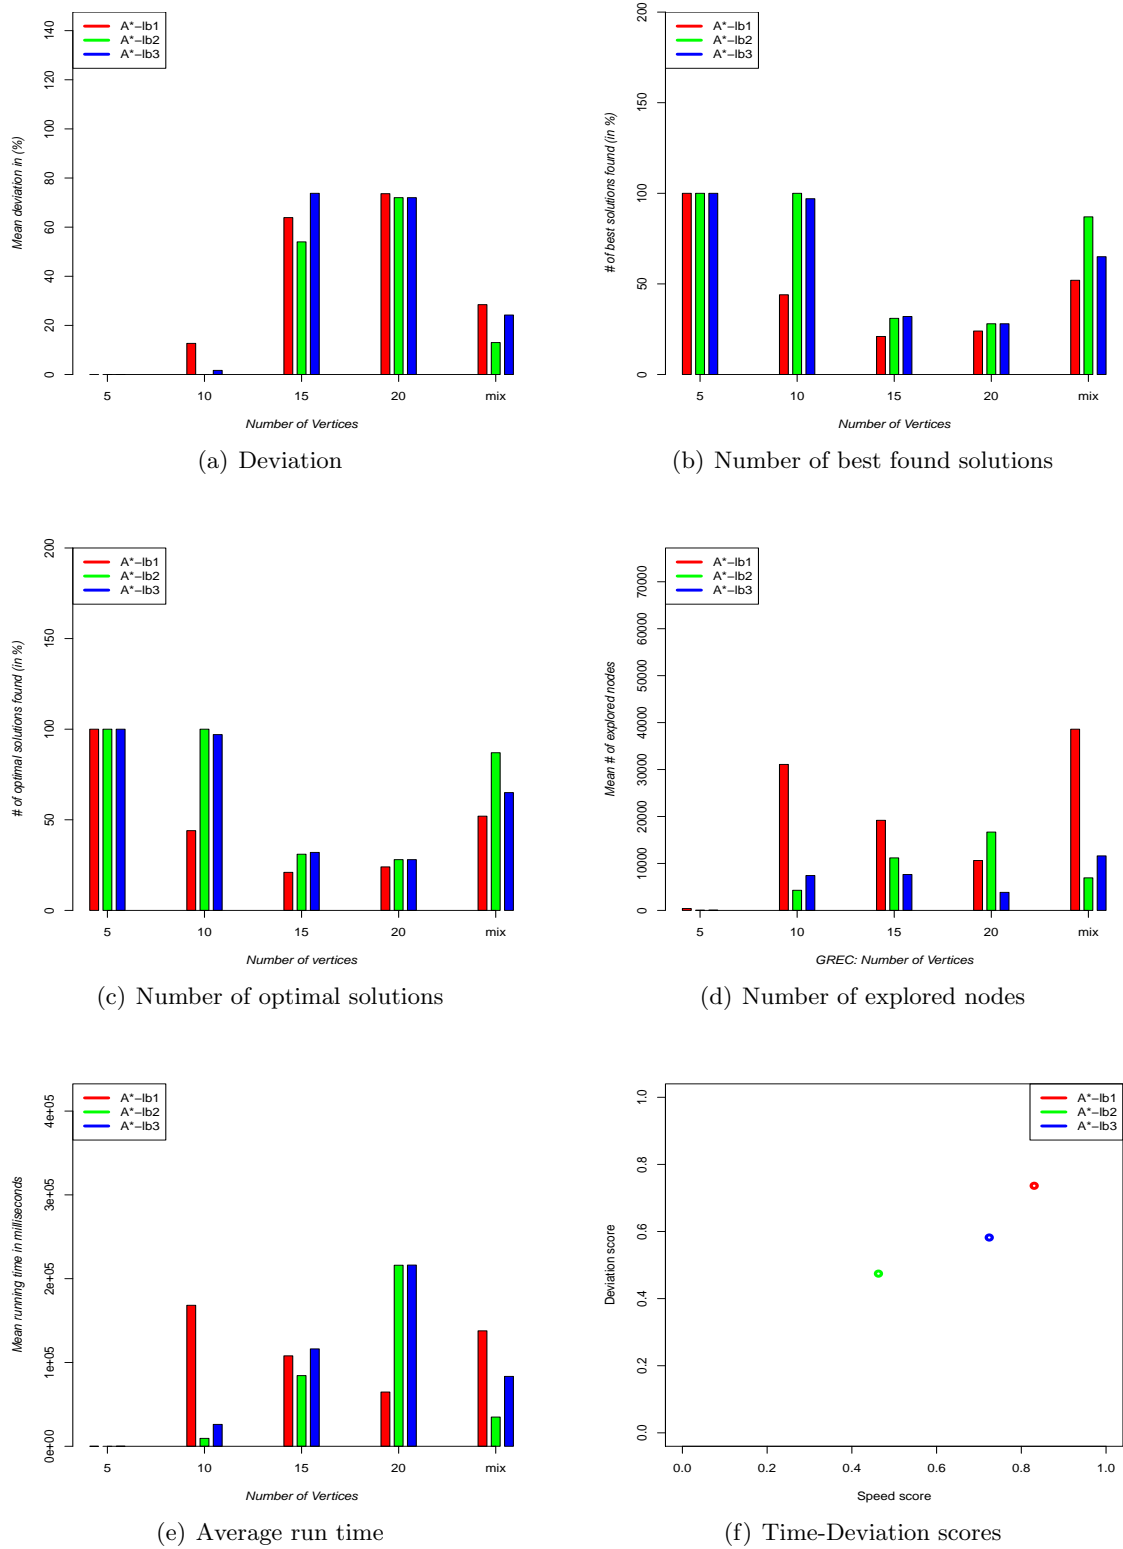 A*−lb1
A*−lb2
A*−lb3
Mean deviation in (%)
0 20 40 60 80 100 120 140
5 10 15 20 mix
Number of Vertices
(a) Deviation
A*−lb1
A*−lb2
A*−lb3
# of best solutions found (in %)
0 50 100 150 200
5 10 15 20 mix
Number of Vertices
(b) Number of best found solutions
A*−lb1
A*−lb2
A*−lb3
# of optimal solutions found (in %)
0 50 100 150 200
5 10 15 20 mix
Number of vertices
(c) Number of optimal solutions
A*−lb1
A*−lb2
A*−lb3
Mean # of explored nodes
0 10000 20000 30000 40000 50000 60000 70000
5 10 15 20 mix
GREC: Number of Vertices
(d) Number of explored nodes
A*−lb1
A*−lb2
A*−lb3
Mean running time in milliseconds
0e+00 1e+05 2e+05 3e+05 4e+05
5 10 15 20 mix
Number of Vertices
(e) Average run time
A*−lb1
A*−lb2
A*−lb3
Deviation score
0.0 0.2 0.4 0.6 0.8 1.0
0.0 0.2 0.4 0.6 0.8 1.0
Speed score
(f) Time-Deviation scores